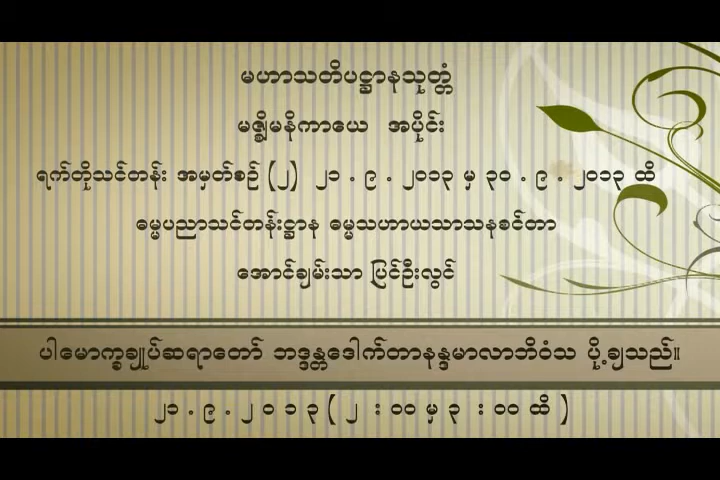 မဟာသတိပဋ္ဌာနသုတ္တံ
မဇ္ဈိမနိကာယေ အပိုင်း
ရက်တိုသင်တန်း အမှတ်စဉ် (၂) ၂၁ . ၉ . ၂၀၁၃ မှ ၃၀ . ၉ . ၂၀၁၃ ထိ
ဓမ္မပညာသင်တန်းဋ္ဌာန ဓမ္မသဟာယသာသနစင်တာ
အောင်ချမ်းသာ ပြင်ဦးလွင်
ပါမောက္ခချုပ်ဆရာတော် ဘဒ္ဒန္တဒေါက်တာနန္ဒမာလာဘိဝံသ ပို့ချသည်။
၂၁ . ၉ . ၂ ၀ ၁ ၃ ( ၂ : ၀၀ မှ ၃ : ၀၀ ထိ )